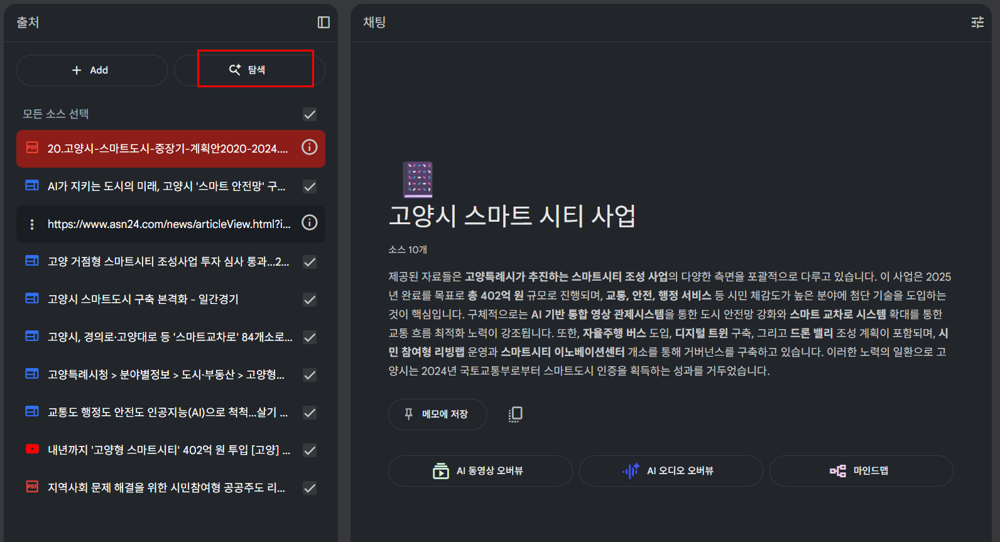 출처
+ Add
탐색
모든 소스 선택
PDF 20.고양시-스마트도시-중장기-계획안2020-2024....
AI가 지키는 도시의 미래, 고양시 '스마트 안전망' 구...
https://www.asn24.com/news/articleView.html?i...
고양 거점형 스마트시티 조성사업 투자 심사 통과...2...
고양시 스마트도시 구축 본격화 - 일간경기
고양시, 경의로·고양대로 등 '스마트교차로' 84개소로...
고양특례시청 > 분야별정보 > 도시·부동산 > 고양형...
교통도 행정도 안전도 인공지능(AI)으로 척척...살기 ...
내년까지 '고양형 스마트시티' 402억 원 투입 [고양] ...
PDF 지역사회 문제 해결을 위한 시민참여형 공공주도 리...
채팅
고양시 스마트 시티 사업
소스 10개
제공된 자료들은 고양특례시가 추진하는 스마트시티 조성 사업의 다양한 측면을 포괄적으로 다루고 있습니다. 이 사업은 2025
년 완료를 목표로 총 402억 원 규모로 진행되며, 교통, 안전, 행정 서비스 등 시민 체감도가 높은 분야에 첨단 기술을 도입하는
것이 핵심입니다. 구체적으로는 AI 기반 통합 영상 관제시스템을 통한 도시 안전망 강화와 스마트 교차로 시스템 확대를 통한
교통 흐름 최적화 노력이 강조됩니다. 또한, 자율주행 버스 도입, 디지털 트윈 구축, 그리고 드론 밸리 조성 계획이 포함되며, 시
민 참여형 리빙랩 운영과 스마트시티 이노베이션센터 개소를 통해 거버넌스를 구축하고 있습니다. 이러한 노력의 일환으로 고
양시는 2024년 국토교통부로부터 스마트도시 인증을 획득하는 성과를 거두었습니다.
메모에 저장
AI 동영상 오버뷰
AI 오디오 오버뷰
마인드맵